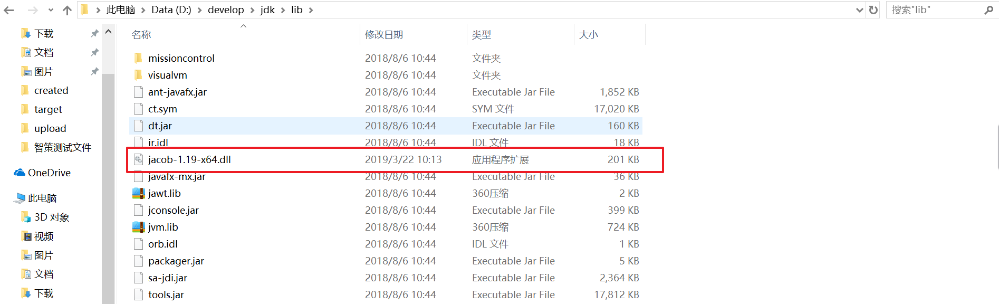 此电脑 > Data (D:) > develop > jdk > lib >
搜索"lib"
下载
文档
图片
created
target
upload
智策测试文件
OneDrive
此电脑
3D 对象
视频
图片
文档
下载
名称 修改日期 类型 大小
missioncontrol 2018/8/6 10:44 文件夹
visualvm 2018/8/6 10:44 文件夹
ant-javafx.jar 2018/8/6 10:44 Executable Jar File 1,852 KB
ct.sym 2018/8/6 10:44 SYM 文件 17,020 KB
dt.jar 2018/8/6 10:44 Executable Jar File 160 KB
ir.idl 2018/8/6 10:44 IDL 文件 18 KB
jacob-1.19-x64.dll 2019/3/22 10:13 应用程序扩展 201 KB
javafx-mx.jar 2018/8/6 10:44 Executable Jar File 36 KB
jawt.lib 2018/8/6 10:44 360压缩 2 KB
jconsole.jar 2018/8/6 10:44 Executable Jar File 399 KB
jvm.lib 2018/8/6 10:44 360压缩 724 KB
orb.idl 2018/8/6 10:44 IDL 文件 1 KB
packager.jar 2018/8/6 10:44 Executable Jar File 5 KB
sa-jdi.jar 2018/8/6 10:44 Executable Jar File 2,364 KB
tools.jar 2018/8/6 10:44 Executable Jar File 17,812 KB